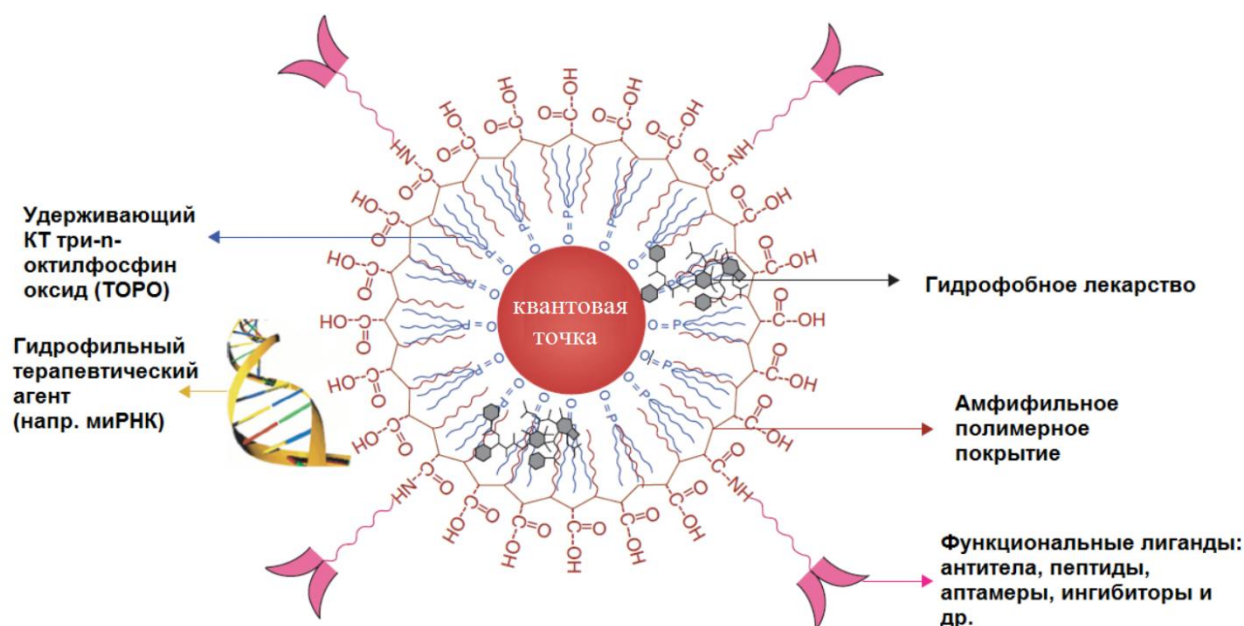 Удерживающий
КТ три-n-
октилфосфин
оксид (ТОРО)
Гидрофильный
терапевтический
агент
(напр. миРНК)
квантовая
точка
Гидрофобное лекарство
Амфифильное
полимерное
покрытие
Функциональные лиганды:
антитела, пептиды,
аптамеры, ингибиторы и
др.